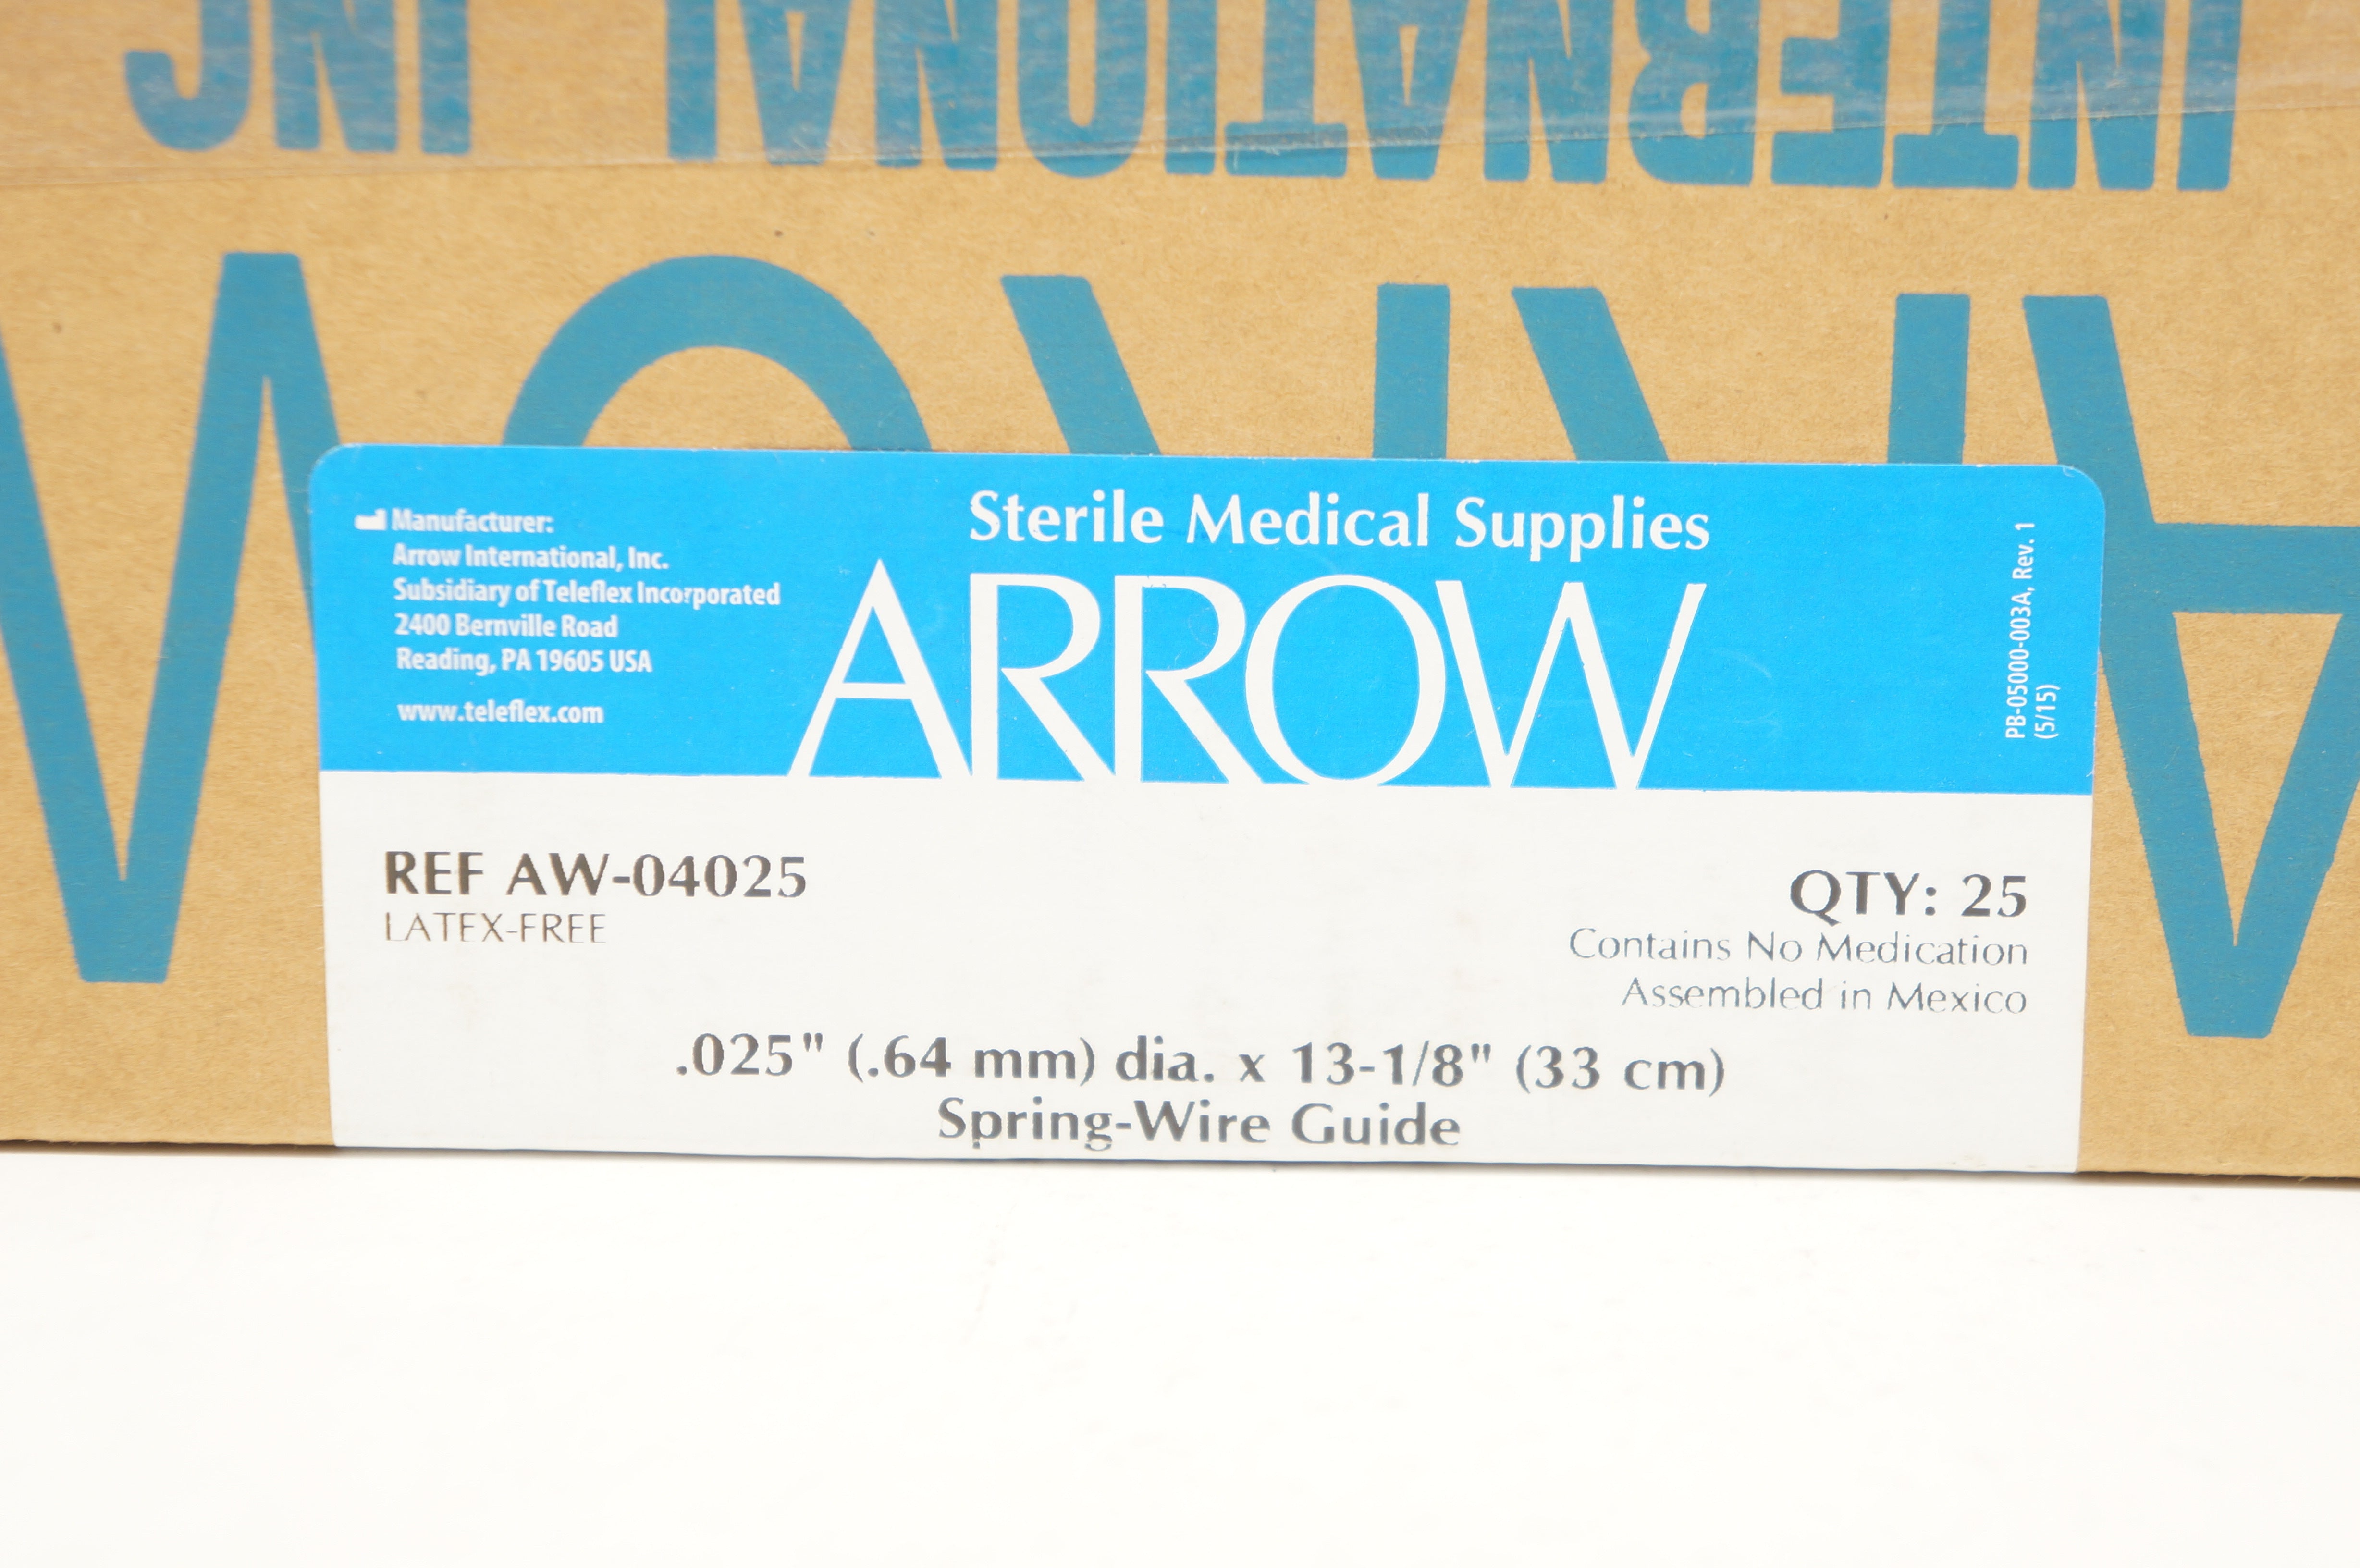 INTERNATIONAL INC
ARROW
Manufacturer:
Arrow International, Inc.
Subsidiary of Teleflex Incorporated
2400 Bernville Road
Reading, PA 19605 USA
www.teleflex.com
Sterile Medical Supplies
ARROW
PB-05000-003A, Rev. 1
(5/15)
REF AW-04025
LATEX-FREE
QTY: 25
Contains No Medication
Assembled in Mexico
.025" (.64 mm) dia. x 13-1/8" (33 cm)
Spring-Wire Guide